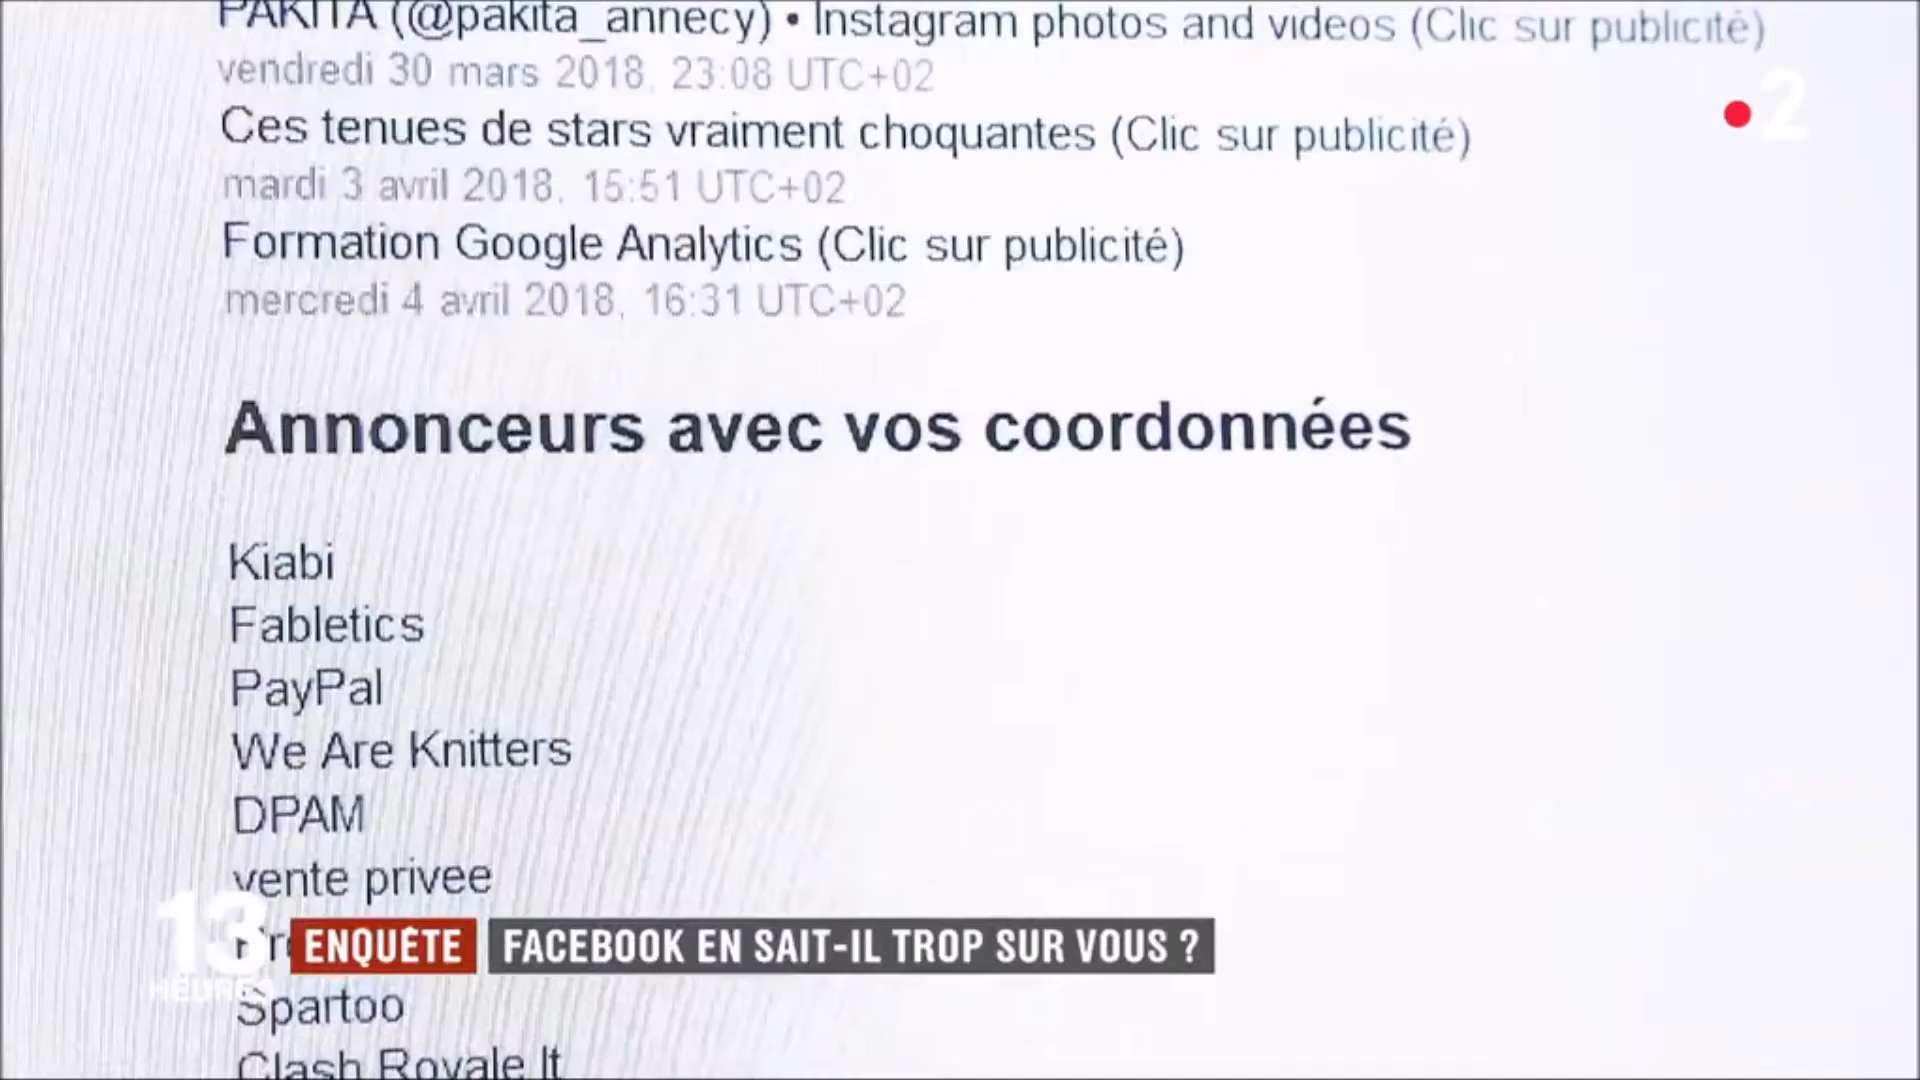 PAKITA (@pakita_annecy) • Instagram photos and videos (Clic sur publicité)
vendredi 30 mars 2018, 23:08 UTC+02
2
Ces tenues de stars vraiment choquantes (Clic sur publicité)
mardi 3 avril 2018, 15:51 UTC+02
Formation Google Analytics (Clic sur publicité)
mercredi 4 avril 2018, 16:31 UTC+02
Annonceurs avec vos coordonnées
Kiabi
Fabletics
PayPal
We Are Knitters
DPAM
vente privee
13 HEURES
ENQUÊTE FACEBOOK EN SAIT-IL TROP SUR VOUS ?
Spartoo
Clash Royale It